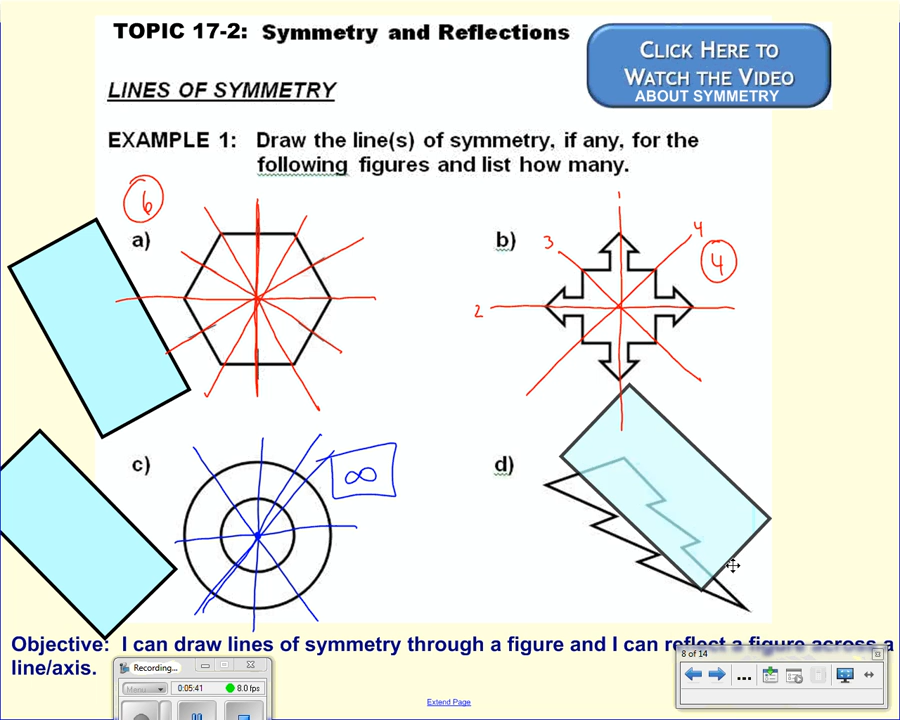 TOPIC 17-2: Symmetry and Reflections
CLICK HERE TO
WATCH THE VIDEO
ABOUT SYMMETRY
LINES OF SYMMETRY
EXAMPLE 1: Draw the line(s) of symmetry, if any, for the
following figures and list how many.
6
a)
b)
3
4
4
2
1
c)
∞
d)
Objective: I can draw lines of symmetry through a figure and I can reflect a figure across a
line/axis.
Recording...
Menu
0:05:41
8.0 fps
8 of 14
Extend Page